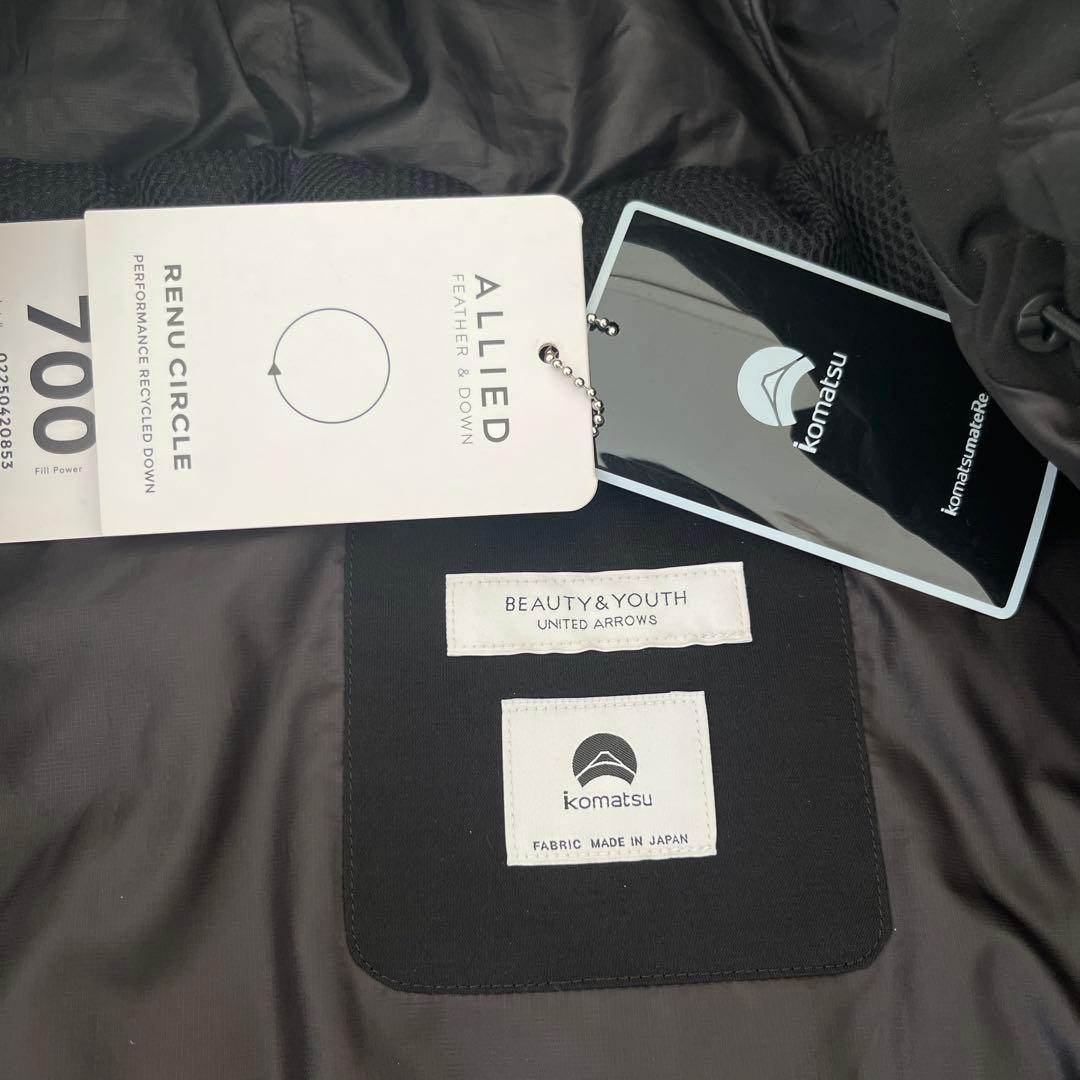 ALLIED
FEATHER & DOWN
RENU CIRCLE
PERFORMANCE RECYCLED DOWN
700
Fill Power
02250420853
komatsu
komatsumateRe
BEAUTY&YOUTH
UNITED ARROWS
komatsu
FABRIC MADE IN JAPAN